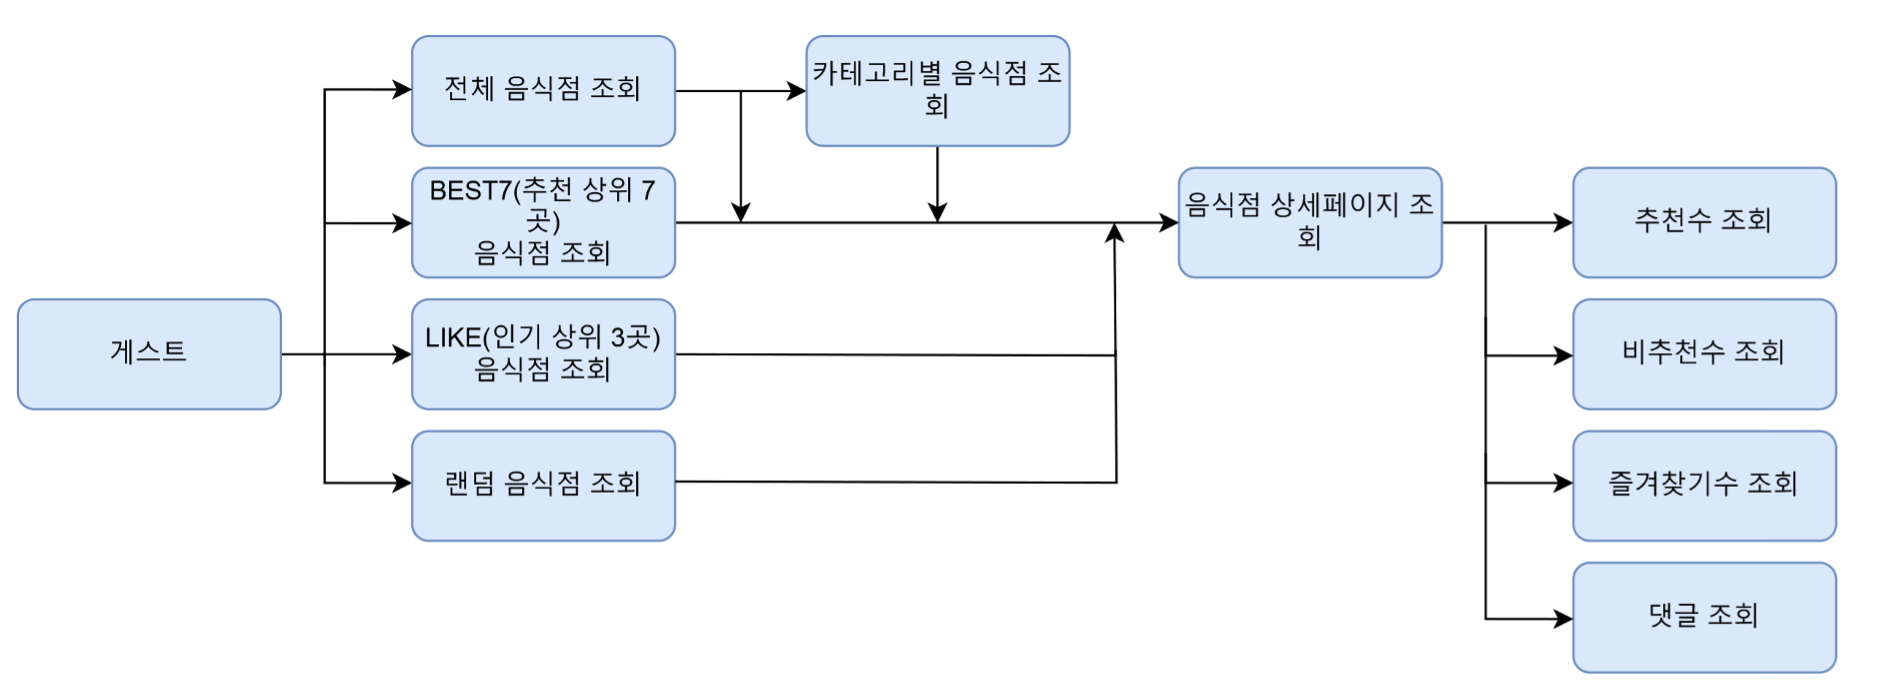 전체 음식점 조회
카테고리별 음식점 조
회
BEST7(추천 상위 7
곳)
음식점 조회
음식점 상세페이지 조
회
추천수 조회
게스트
LIKE(인기 상위 3곳)
음식점 조회
비추천수 조회
랜덤 음식점 조회
즐겨찾기수 조회
댓글 조회